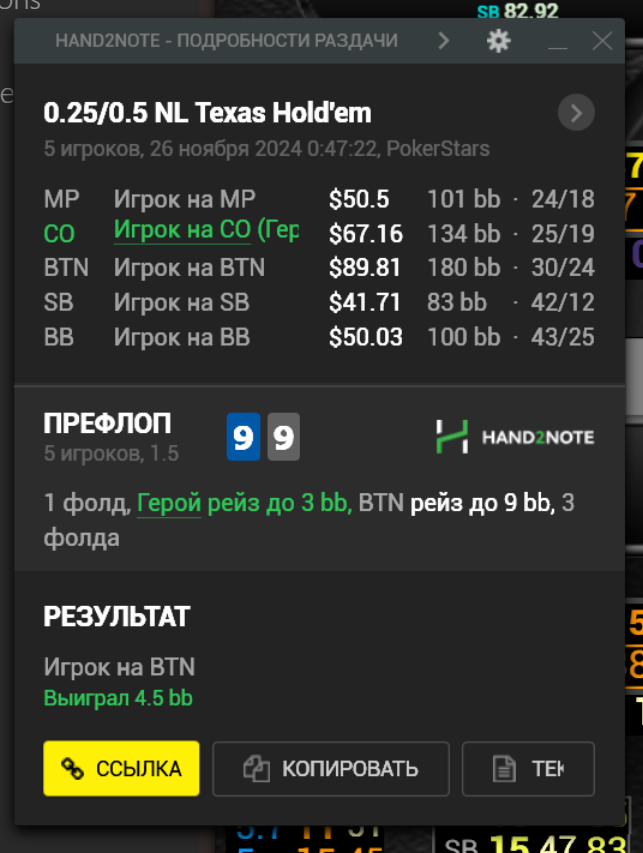 ons
SB 82.92
HAND2NOTE - ПОДРОБНОСТИ РАЗДАЧИ
0.25/0.5 NL Texas Hold'em
5 игроков, 26 ноября 2024 0:47:22, PokerStars
MP Игрок на MP $50.5 101 bb · 24/18
CO Игрок на CO (Гер $67.16 134 bb · 25/19
BTN Игрок на BTN $89.81 180 bb · 30/24
SB Игрок на SB $41.71 83 bb · 42/12
BB Игрок на BB $50.03 100 bb · 43/25
ПРЕФЛОП 9 9 HAND2NOTE
5 игроков, 1.5
1 фолд, Герой рейз до 3 bb, BTN рейз до 9 bb, 3
фолда
РЕЗУЛЬТАТ
Игрок на BTN
Выиграл 4.5 bb
ССЫЛКА КОПИРОВАТЬ ТЕК
SB 15 47 83